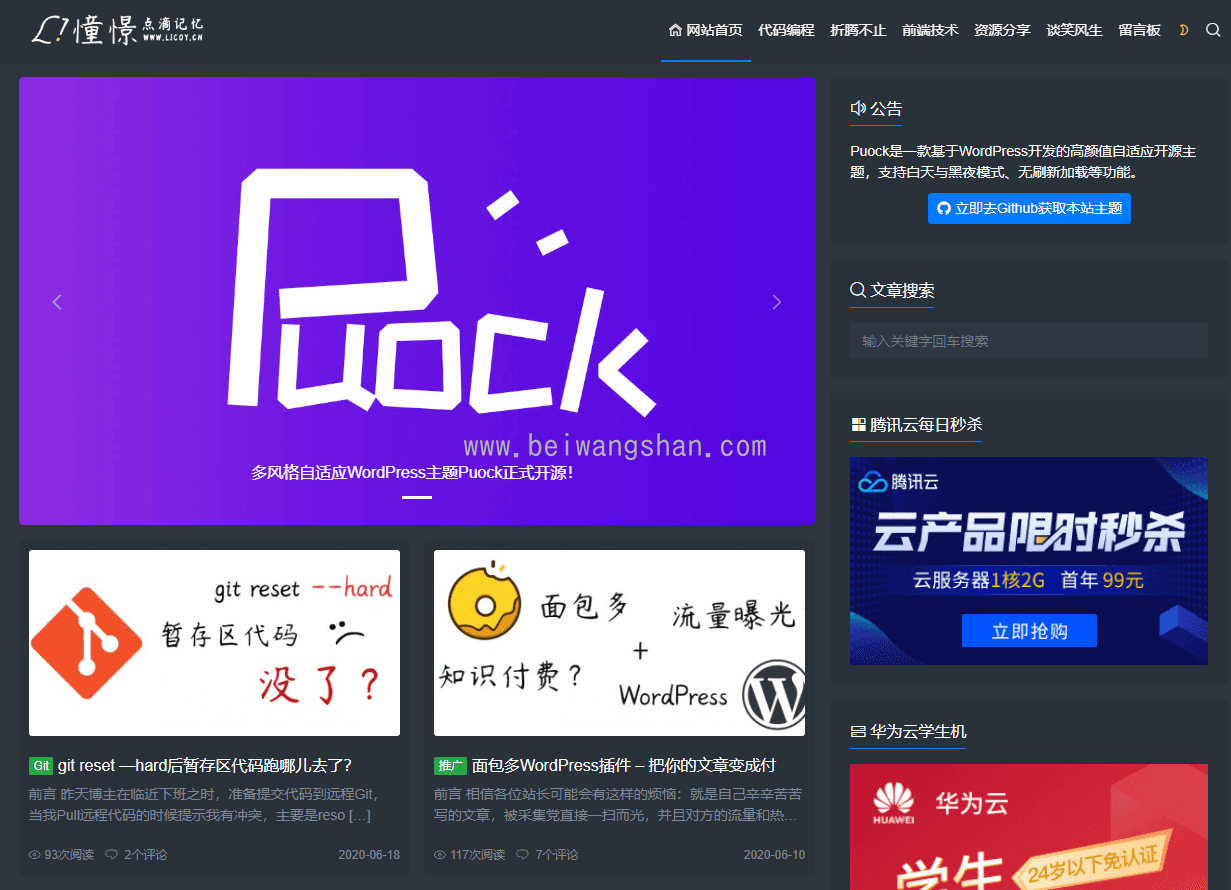 憧憬
点滴记忆
WWW.LICOY.CN
网站首页 代码编程 折腾不止 前端技术 资源分享 谈笑风生 留言板
Puock
www.beiwangshan.com
多风格自适应WordPress主题Puock正式开源！
公告
Puock是一款基于WordPress开发的高颜值自适应开源主
题，支持白天与黑夜模式、无刷新加载等功能。
立即去Github获取本站主题
文章搜索
输入关键字回车搜索
腾讯云每日秒杀
腾讯云
云产品限时秒杀
云服务器1核2G 首年99元
立即抢购
华为云学生机
HUAWEI
华为云
学生
24岁以下免认证
git reset --hard
暂存区代码
没了？
Git git reset —hard后暂存区代码跑哪儿去了？
前言 昨天博主在临近下班之时，准备提交代码到远程Git，
当我Pull远程代码的时候提示我有冲突，主要是reso [...]
93次阅读 2个评论 2020-06-18
面包多 流量曝光
+
知识付费？
WordPress
推广 面包多WordPress插件 – 把你的文章变成付
前言 相信各位站长可能会有这样的烦恼：就是自己辛辛苦苦
写的文章，被采集党直接一扫而光，并且对方的流量和热...
117次阅读 7个评论 2020-06-10